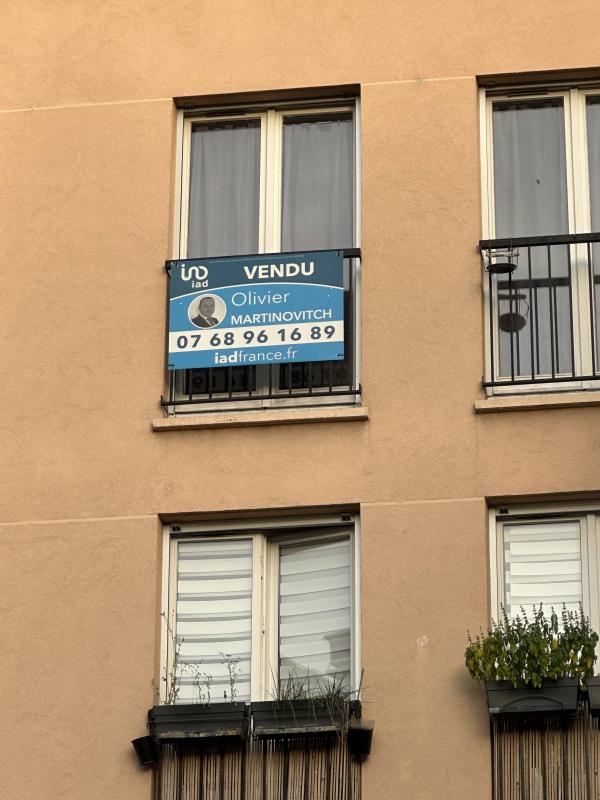 iad
VENDU
Olivier
MARTINOVITCH
07 68 96 16 89
iadfrance.fr